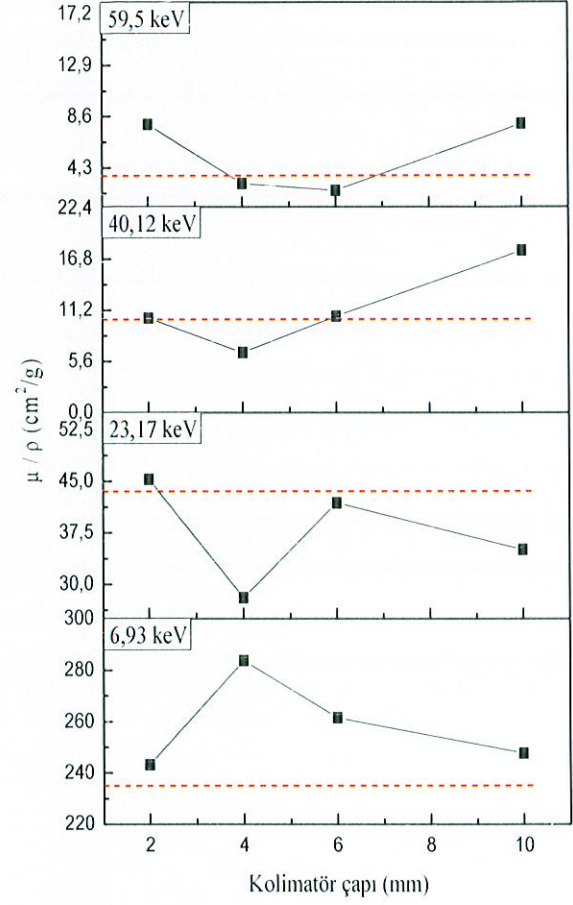 17,2
59,5 keV
12,9
8,6
4,3
22,4
40,12 keV
16,8
11,2
5,6
0,0
52,5
23,17 keV
45,0
37,5
30,0
300
6,93 keV
280
260
240
220
2 4 6 8 10
μ / ρ (cm²/g)
Kolimatör çapı (mm)